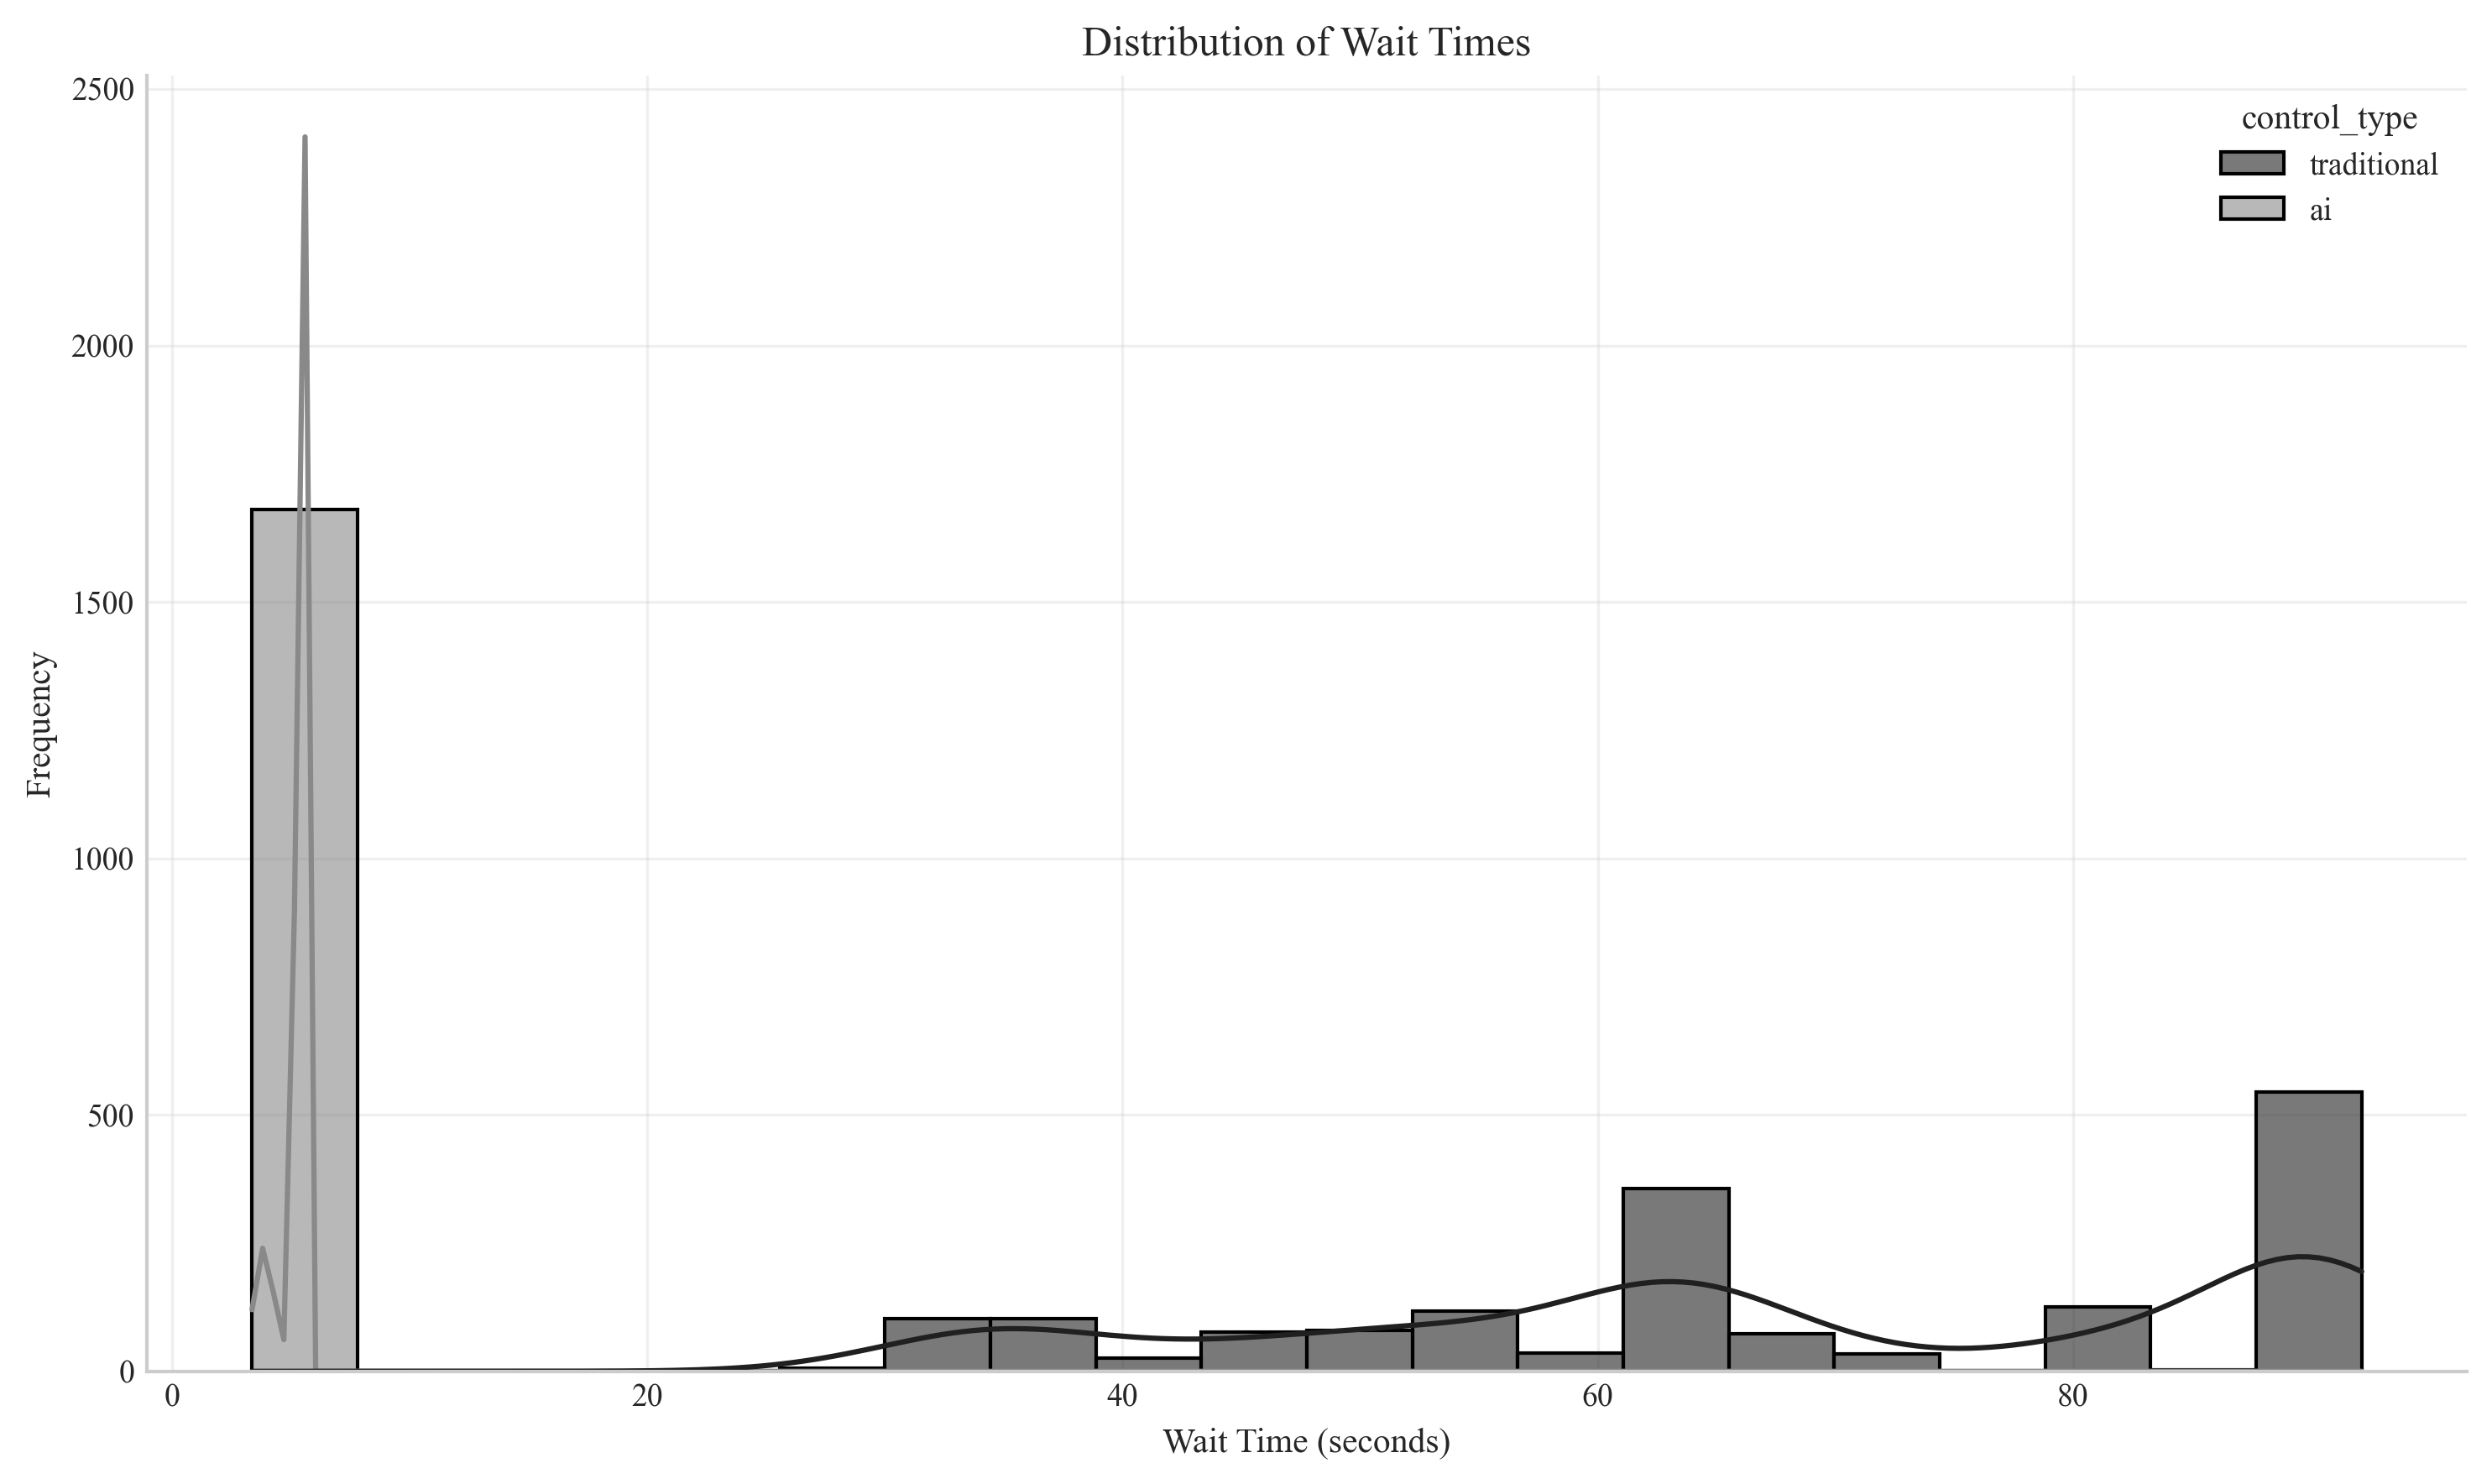 Distribution of Wait Times
2500
2000
1500
1000
500
0
Frequency
control_type
traditional
ai
0 20 40 60 80
Wait Time (seconds)